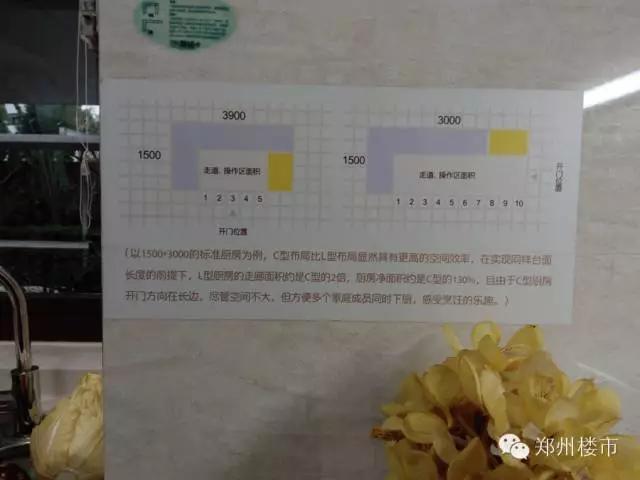 3900
3000
1500
走道、操作区面积
1 2 3 4 5
开门位置
1500
走道、操作区面积
1 2 3 4 5 6 7 8 9 10
开门位置
(以1500*3000的标准厨房为例，C型布局比L型布局显然具有更高的空间效率，在实现同样台面
长度的前提下，L型厨房的走廊面积约是C型的2倍，厨房净面积约是C型的130%，且由于C型厨房
开门方向在长边，尽管空间不大，但方便多个家庭成员同时下厨，感受烹饪的乐趣。)
郑州楼市